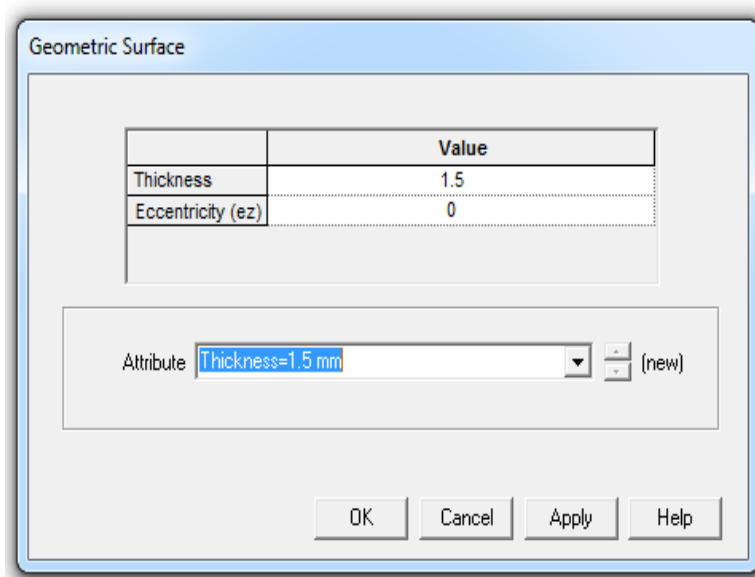 Geometric Surface
Value
Thickness 1.5
Eccentricity (ez) 0
Attribute Thickness=1.5 mm (new)
OK Cancel Apply Help